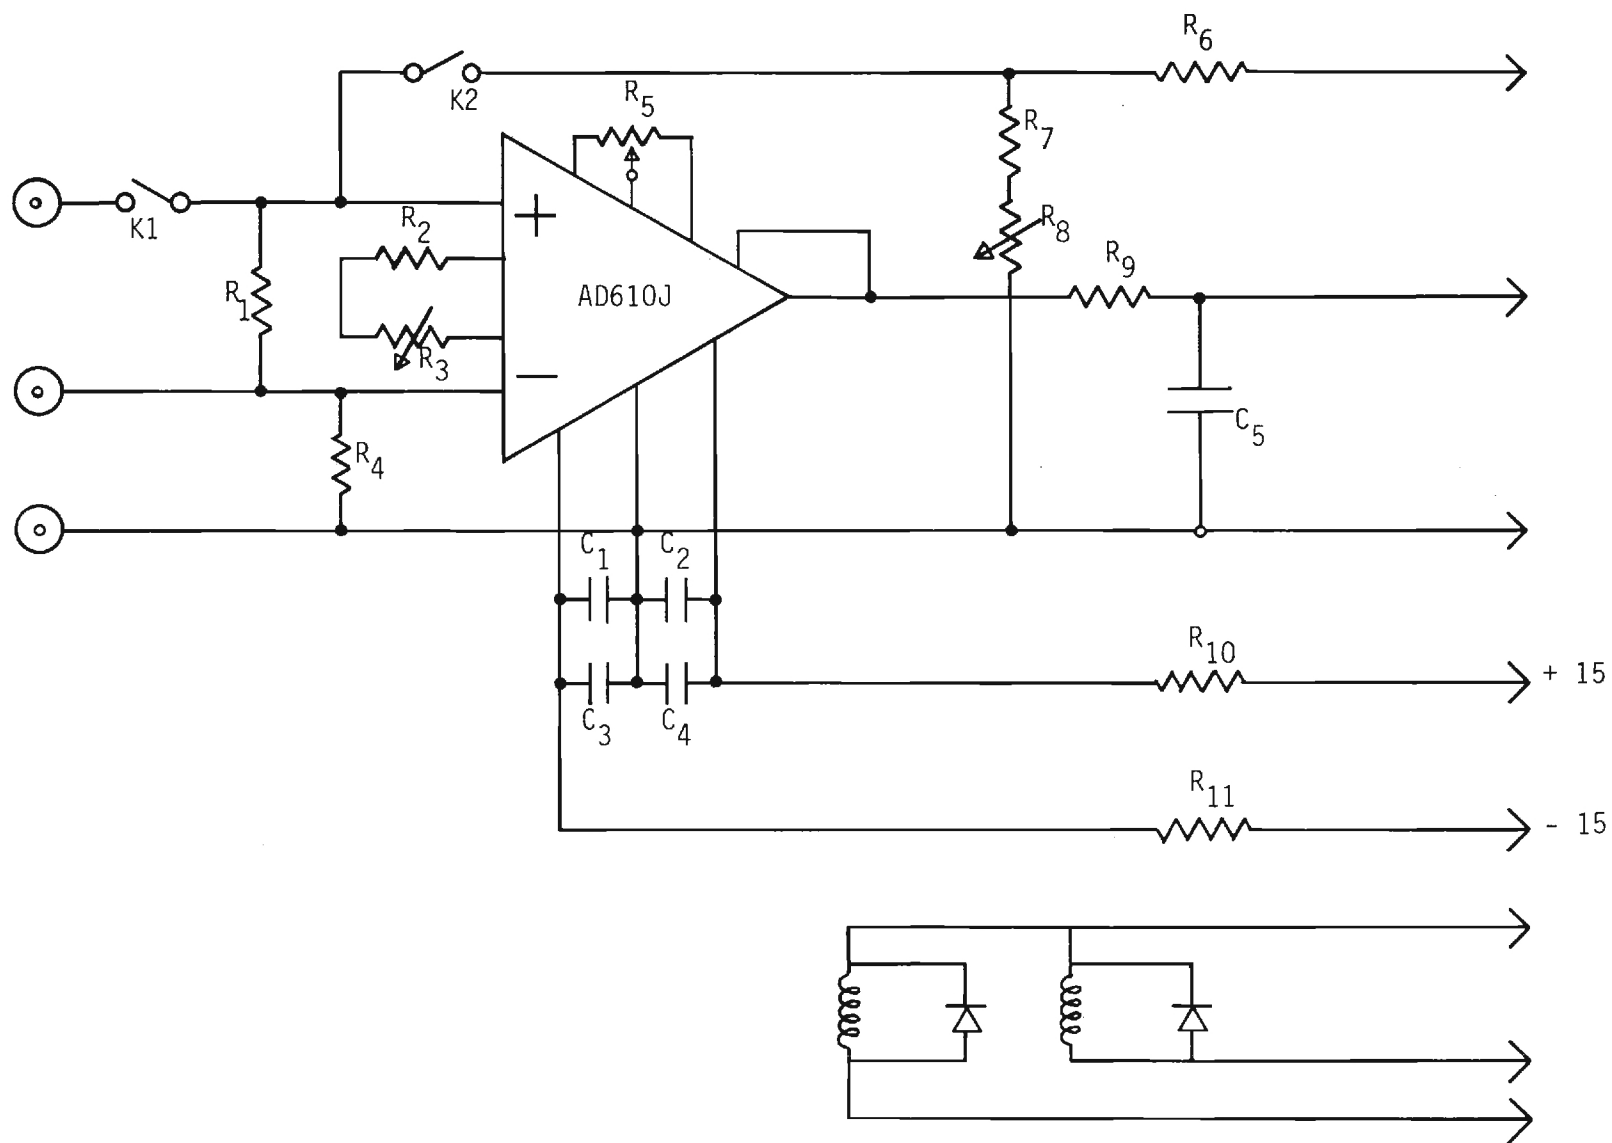 R6
K2
R5
R7
K1
R2
R8
+
R9
R1
AD610J
R3
−
C5
R4
C1
C2
R10
+ 15
C3
C4
R11
- 15